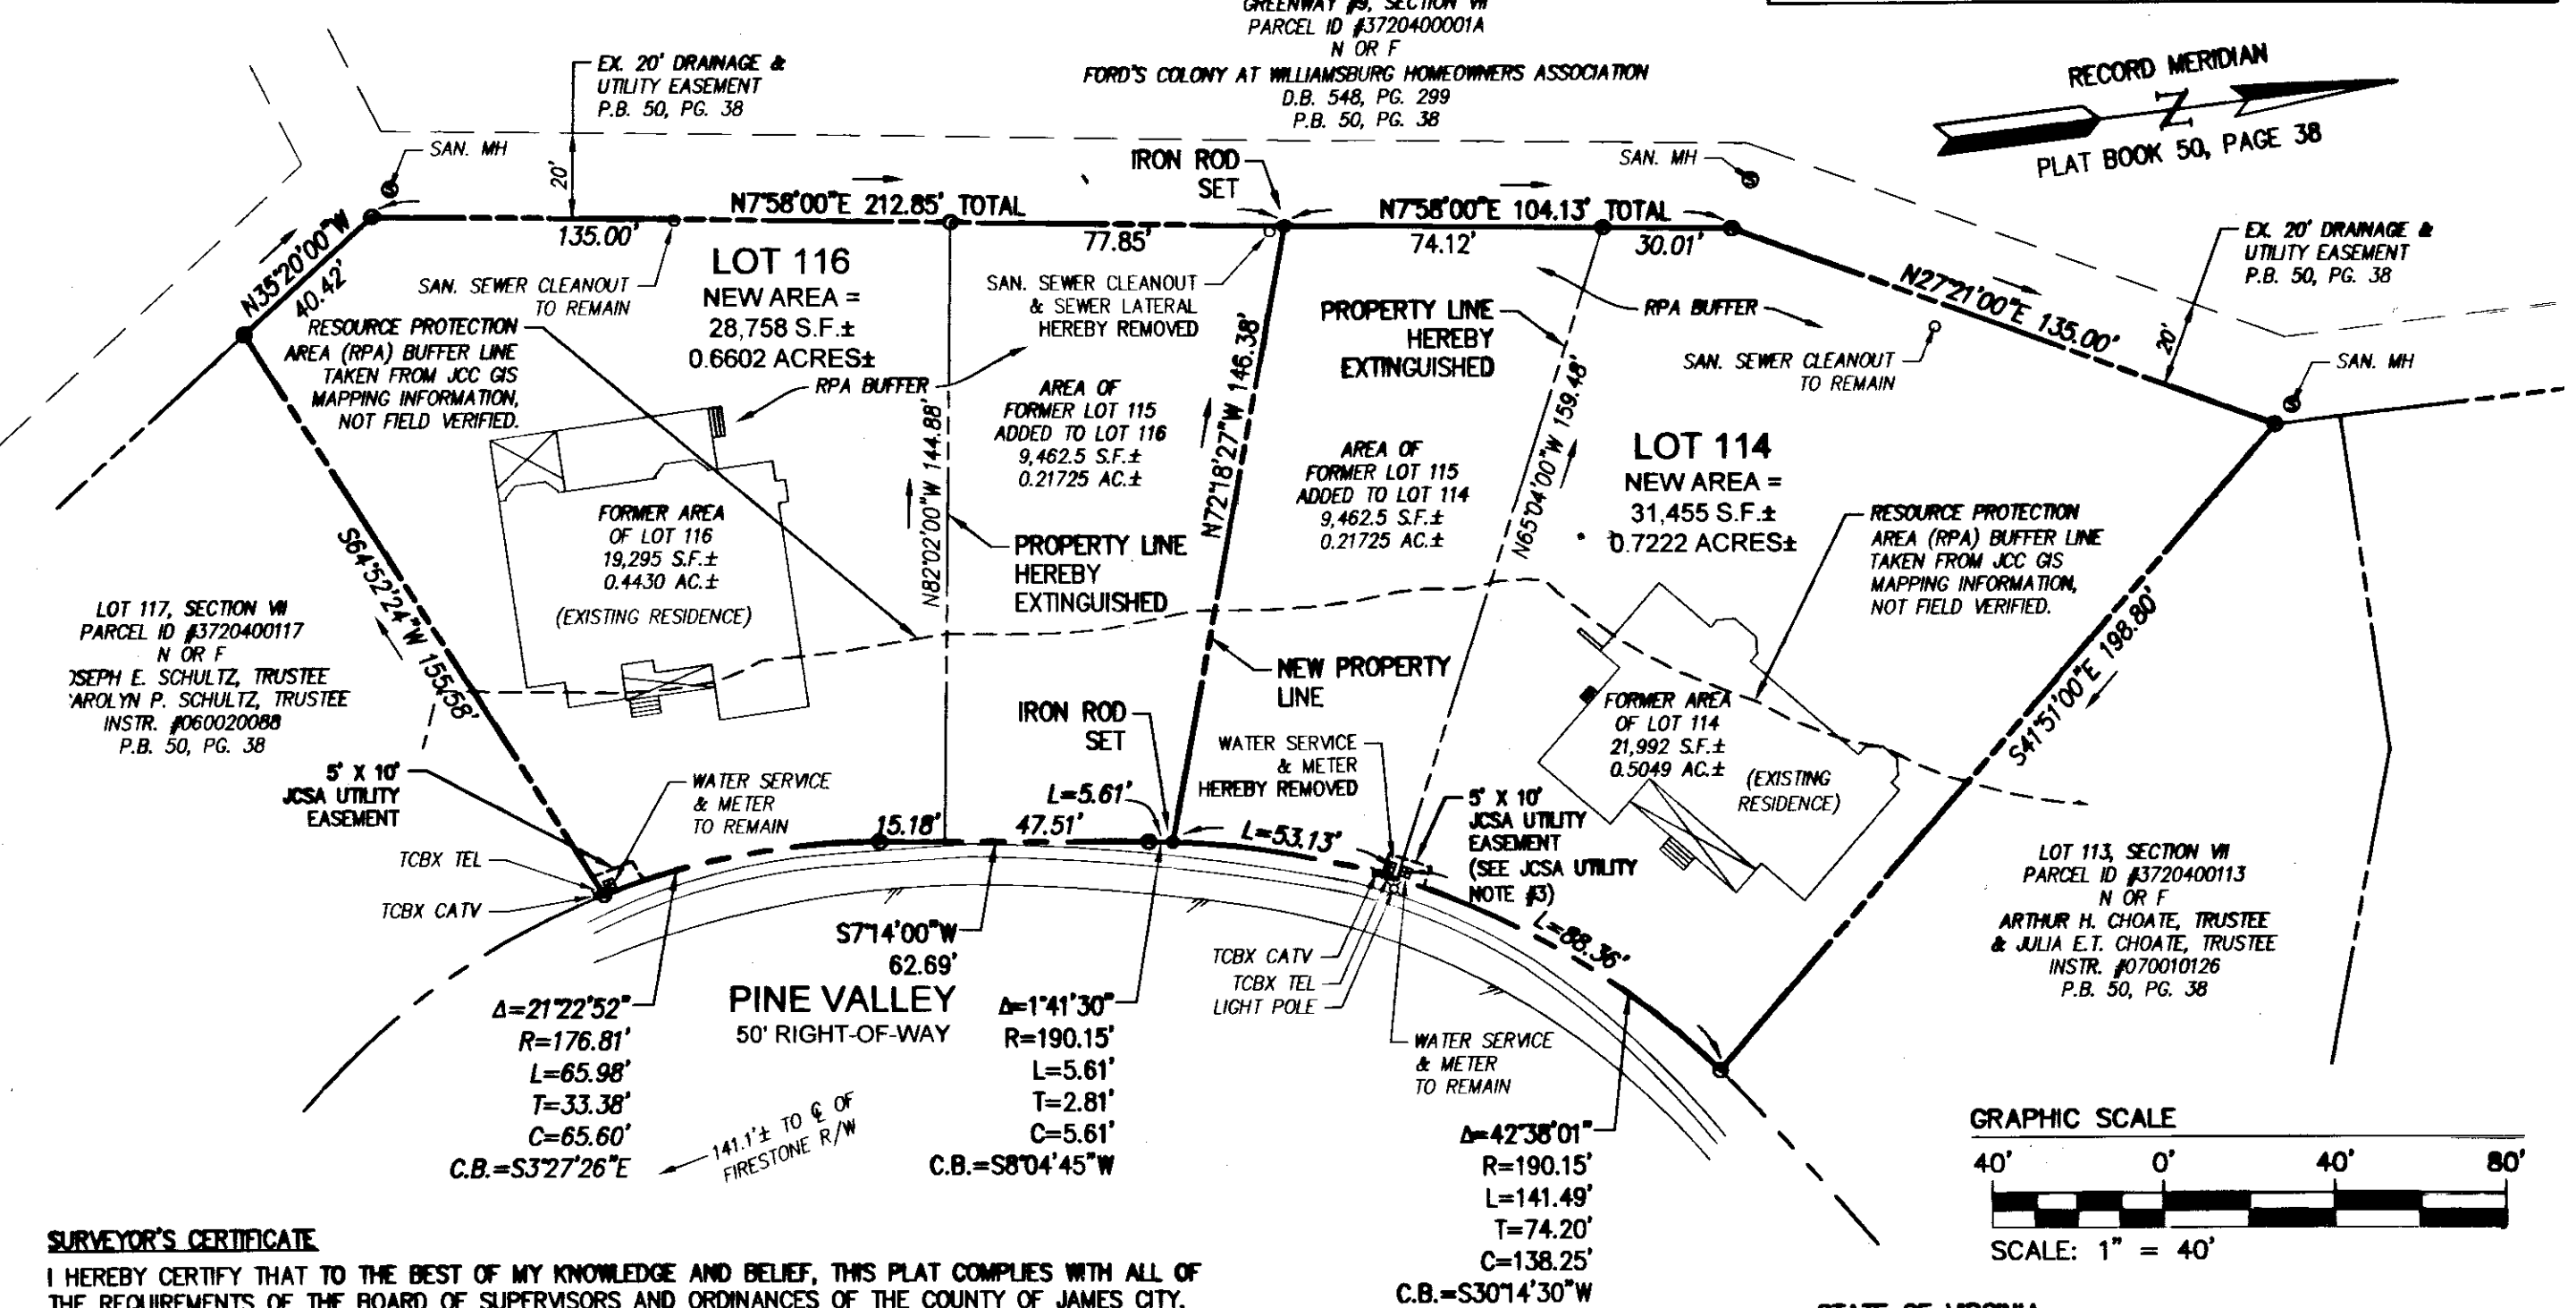 GREENWAY #9, SECTION VII
PARCEL ID #3720400001A
N OR F
FORD'S COLONY AT WILLIAMSBURG HOMEOWNERS ASSOCIATION
D.B. 548, PG. 299
P.B. 50, PG. 38
RECORD MERIDIAN
N
PLAT BOOK 50, PAGE 38
EX. 20' DRAINAGE &
UTILITY EASEMENT
P.B. 50, PG. 38
20'
SAN. MH
IRON ROD
SET
SAN. MH
N35°20'00"W
40.42'
N7°58'00"E 212.85' TOTAL
135.00'
77.85'
N7°58'00"E 104.13' TOTAL
74.12'
30.01'
N27°21'00"E 135.00'
EX. 20' DRAINAGE &
UTILITY EASEMENT
P.B. 50, PG. 38
20'
SAN. MH
SAN. SEWER CLEANOUT
TO REMAIN
LOT 116
NEW AREA =
28,758 S.F.±
0.6602 ACRES±
SAN. SEWER CLEANOUT
& SEWER LATERAL
HEREBY REMOVED
PROPERTY LINE
HEREBY
EXTINGUISHED
RPA BUFFER
SAN. SEWER CLEANOUT
TO REMAIN
RESOURCE PROTECTION
AREA (RPA) BUFFER LINE
TAKEN FROM JCC GIS
MAPPING INFORMATION,
NOT FIELD VERIFIED.
RPA BUFFER
AREA OF
FORMER LOT 115
ADDED TO LOT 116
9,462.5 S.F.±
0.21725 AC.±
N82°02'00"W 144.88'
N72°18'27"W 146.38'
AREA OF
FORMER LOT 115
ADDED TO LOT 114
9,462.5 S.F.±
0.21725 AC.±
N65°04'00"W 159.48'
LOT 114
NEW AREA =
31,455 S.F.±
0.7222 ACRES±
RESOURCE PROTECTION
AREA (RPA) BUFFER LINE
TAKEN FROM JCC GIS
MAPPING INFORMATION,
NOT FIELD VERIFIED.
FORMER AREA
OF LOT 116
19,295 S.F.±
0.4430 AC.±
(EXISTING RESIDENCE)
PROPERTY LINE
HEREBY
EXTINGUISHED
S64°52'24"W 155.58'
S41°51'00"E 198.80'
LOT 117, SECTION VII
PARCEL ID #3720400117
N OR F
OSEPH E. SCHULTZ, TRUSTEE
AROLYN P. SCHULTZ, TRUSTEE
INSTR. #060020088
P.B. 50, PG. 38
NEW PROPERTY
LINE
IRON ROD
SET
FORMER AREA
OF LOT 114
21,992 S.F.±
0.5049 AC.±
(EXISTING
RESIDENCE)
WATER SERVICE
& METER
HEREBY REMOVED
5' X 10'
JCSA UTILITY
EASEMENT
WATER SERVICE
& METER
TO REMAIN
15.18'
47.51'
L=5.61'
L=53.13'
5' X 10'
JCSA UTILITY
EASEMENT
(SEE JCSA UTILITY
NOTE #3)
L=88.36'
TCBX TEL
TCBX CATV
LOT 113, SECTION VII
PARCEL ID #3720400113
N OR F
ARTHUR H. CHOATE, TRUSTEE
& JULIA E.T. CHOATE, TRUSTEE
INSTR. #070010126
P.B. 50, PG. 38
S7°14'00"W
62.69'
PINE VALLEY
50' RIGHT-OF-WAY
TCBX CATV
TCBX TEL
LIGHT POLE
WATER SERVICE
& METER
TO REMAIN
Δ=21°22'52"
R=176.81'
L=65.98'
T=33.38'
C=65.60'
C.B.=S3°27'26"E
141.1'± TO ℄ OF
FIRESTONE R/W
Δ=1°41'30"
R=190.15'
L=5.61'
T=2.81'
C=5.61'
C.B.=S8°04'45"W
Δ=42°38'01"
R=190.15'
L=141.49'
T=74.20'
C=138.25'
C.B.=S30°14'30"W
GRAPHIC SCALE
40' 0' 40' 80'
SCALE: 1" = 40'
SURVEYOR'S CERTIFICATE
I HEREBY CERTIFY THAT TO THE BEST OF MY KNOWLEDGE AND BELIEF, THIS PLAT COMPLIES WITH ALL OF
THE REQUIREMENTS OF THE BOARD OF SUPERVISORS AND ORDINANCES OF THE COUNTY OF JAMES CITY,
STATE OF VIRGINIA